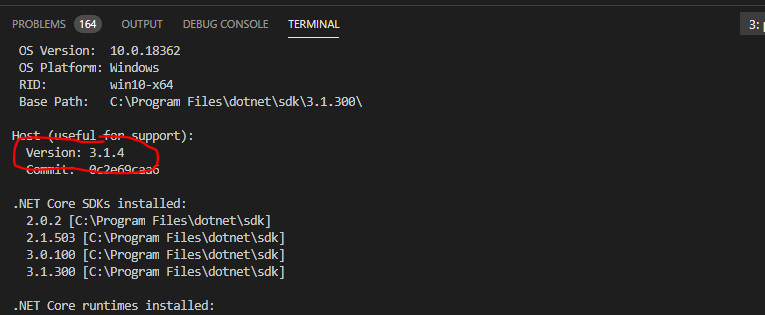 PROBLEMS 164 OUTPUT DEBUG CONSOLE TERMINAL 3: p
OS Version: 10.0.18362
OS Platform: Windows
RID: win10-x64
Base Path: C:\Program Files\dotnet\sdk\3.1.300\
Host (useful for support):
Version: 3.1.4
Commit: 0c2e69caa6
.NET Core SDKs installed:
2.0.2 [C:\Program Files\dotnet\sdk]
2.1.503 [C:\Program Files\dotnet\sdk]
3.0.100 [C:\Program Files\dotnet\sdk]
3.1.300 [C:\Program Files\dotnet\sdk]
.NET Core runtimes installed: